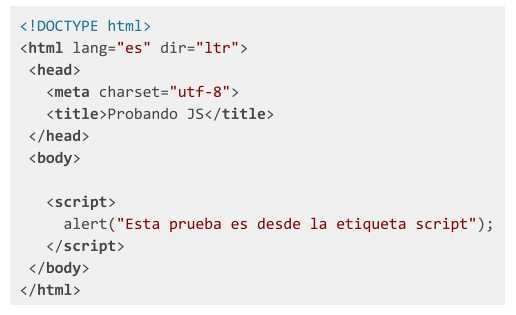 <!DOCTYPE html>
<html lang="es" dir="ltr">
<head>
<meta charset="utf-8">
<title>Probando JS</title>
</head>
<body>
<script>
alert("Esta prueba es desde la etiqueta script");
</script>
</body>
</html>